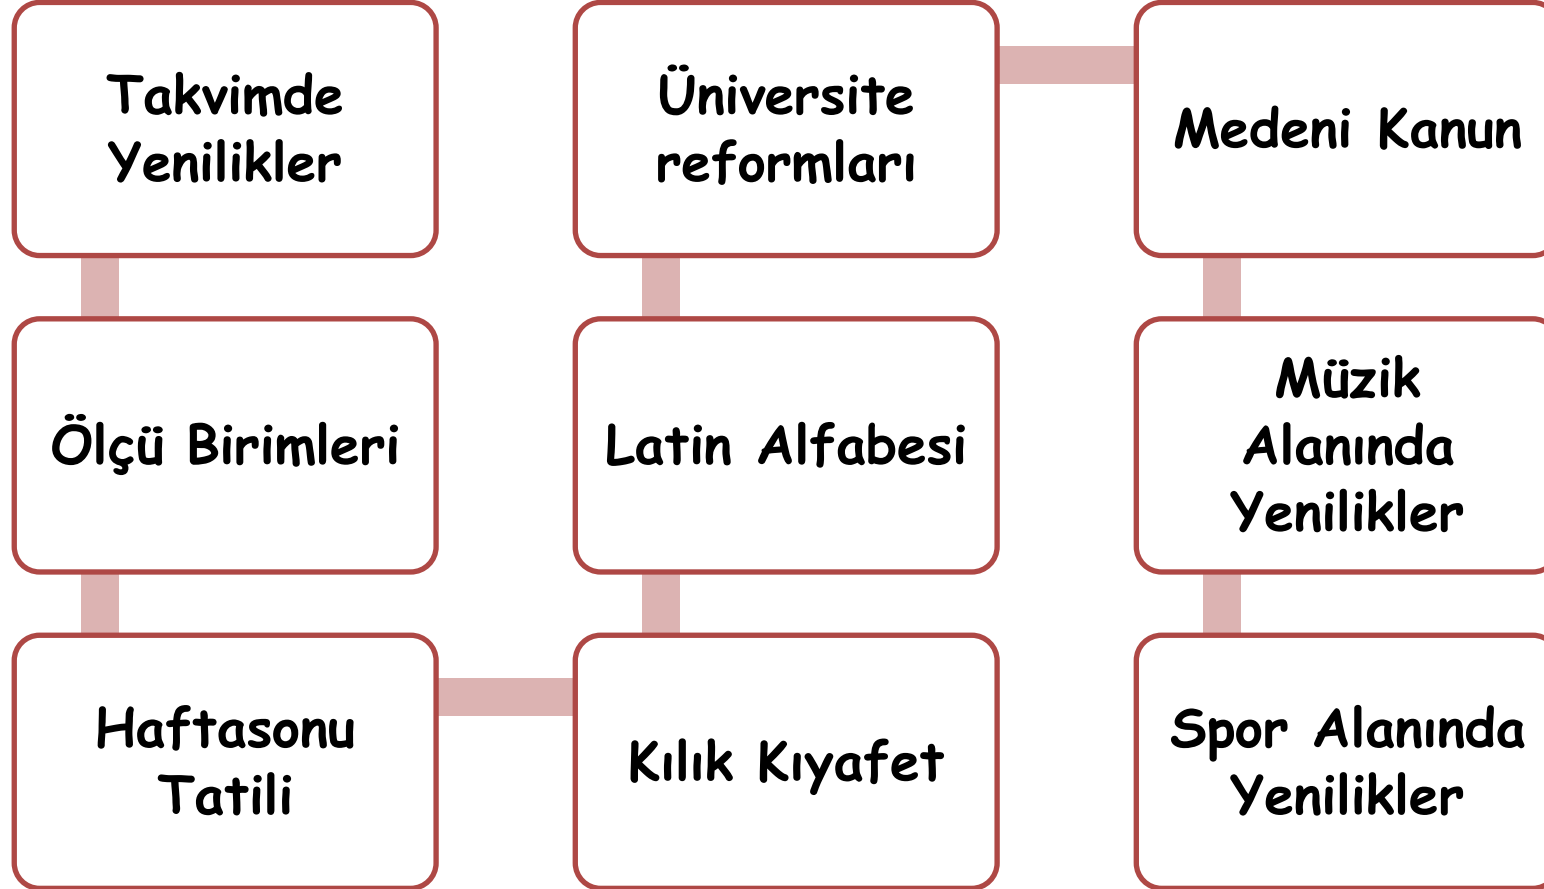 Takvimde
Yenilikler
Ölçü Birimleri
Haftasonu
Tatili
Kılık Kıyafet
Latin Alfabesi
Üniversite
reformları
Medeni Kanun
Müzik
Alanında
Yenilikler
Spor Alanında
Yenilikler